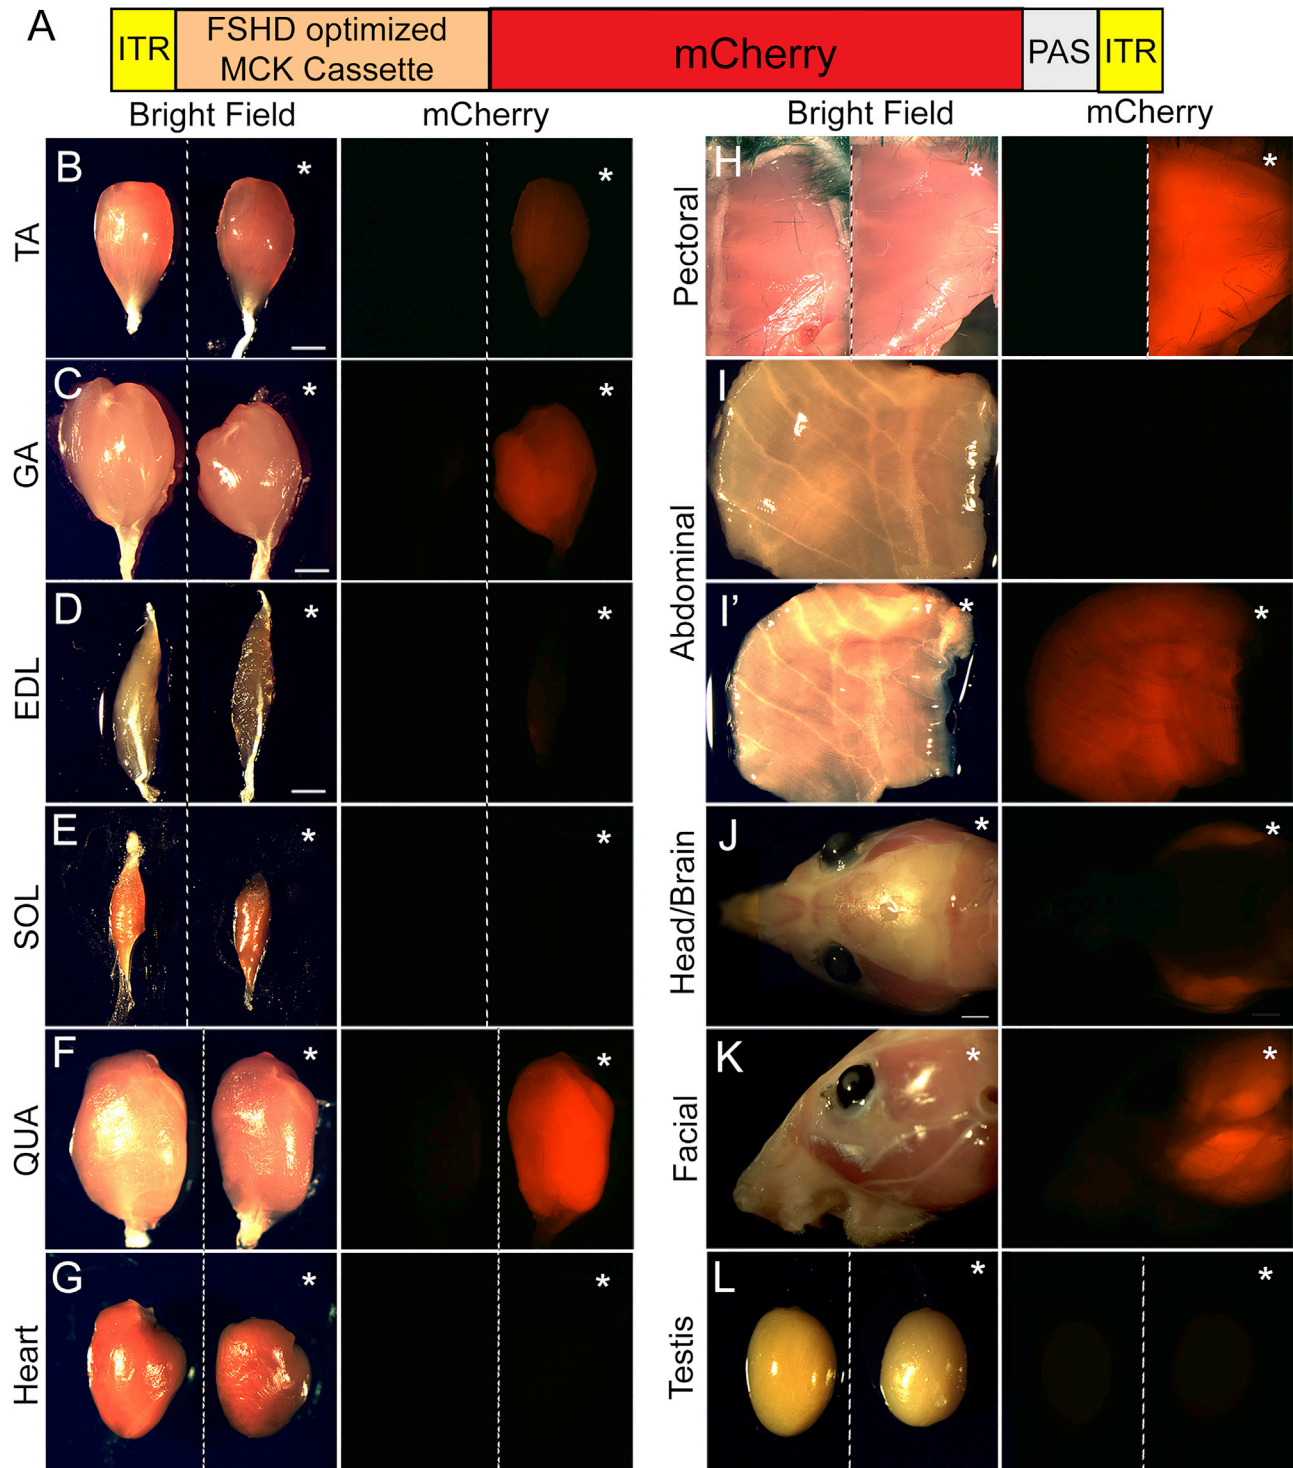 A
ITR
FSHD optimized
MCK Cassette
mCherry
PAS
ITR
Bright Field
mCherry
Bright Field
mCherry
TA
B
*
*
GA
C
*
*
EDL
D
*
*
SOL
E
*
*
QUA
F
*
*
Heart
G
*
*
Pectoral
H
*
*
Abdominal
I
I’
*
*
Head/Brain
J
*
*
Facial
K
*
*
Testis
L
*
*